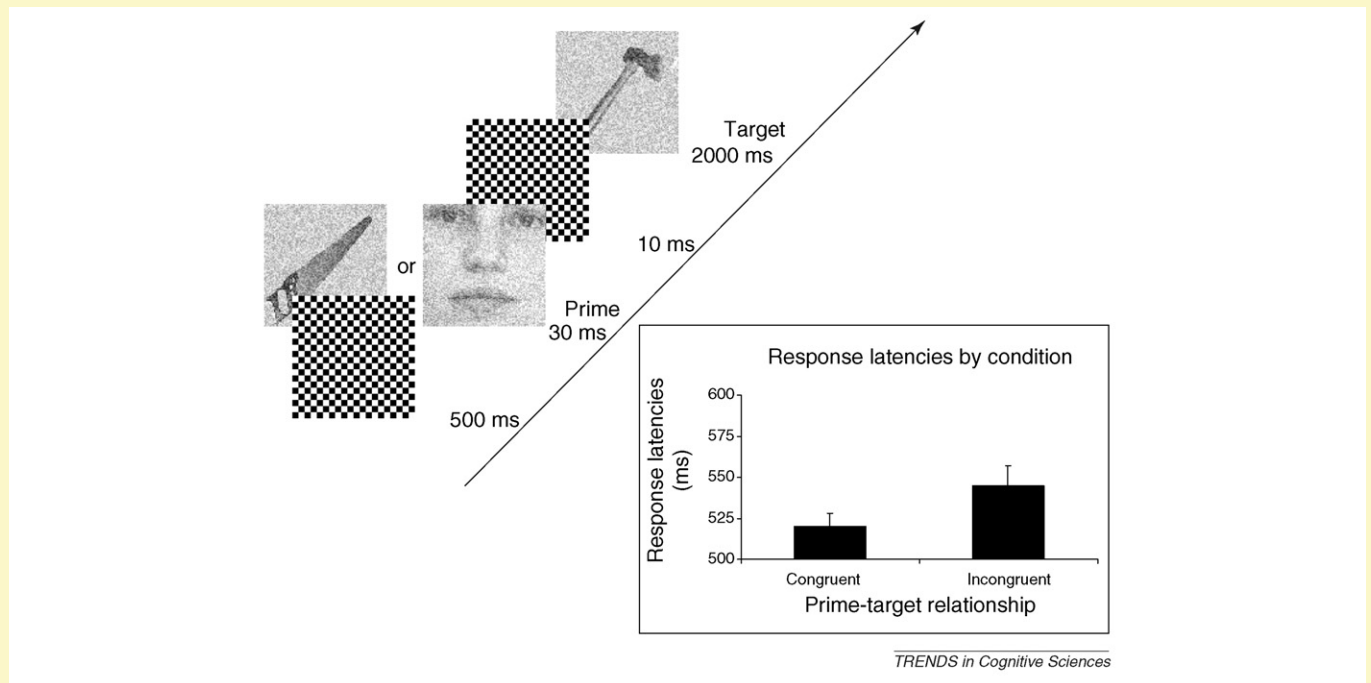 Target
2000 ms
10 ms
or
Prime
30 ms
500 ms
Response latencies by condition
Response latencies
(ms)
600
575
550
525
500
Congruent Incongruent
Prime-target relationship
TRENDS in Cognitive Sciences